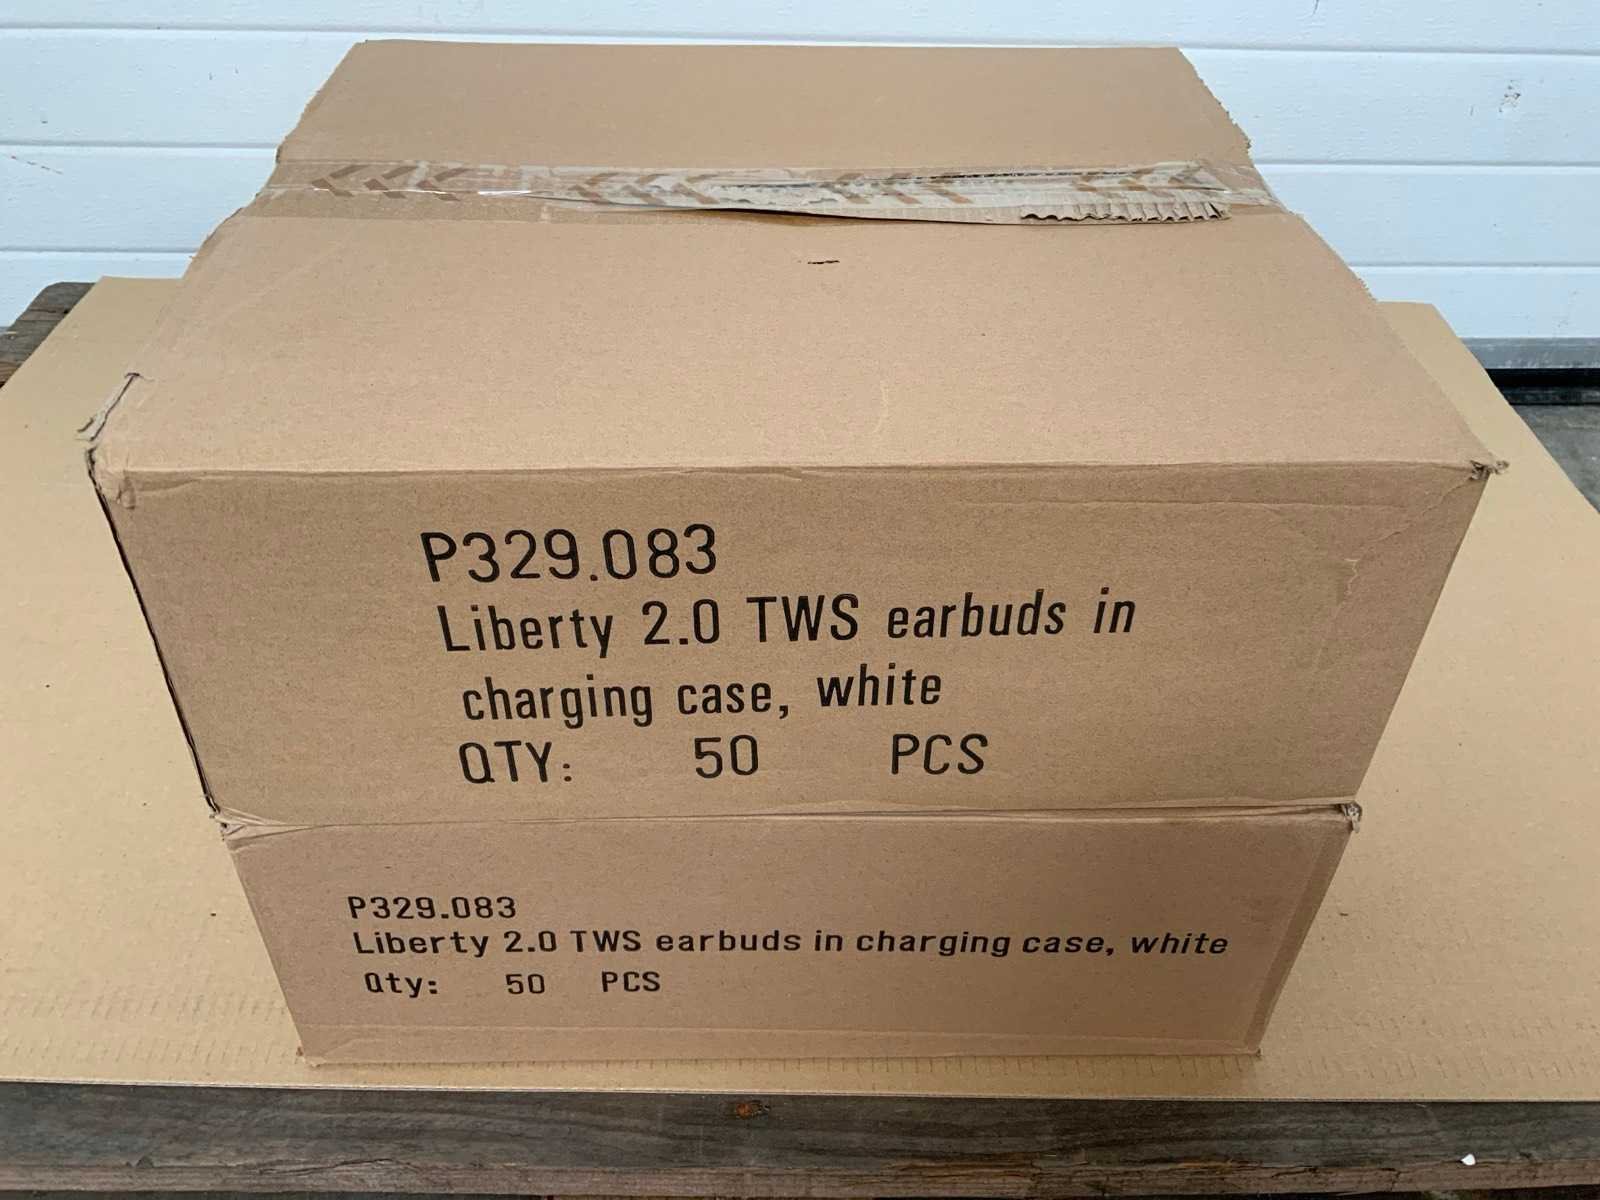 P329.083
Liberty 2.0 TWS earbuds in
charging case, white
QTY: 50 PCS
P329.083
Liberty 2.0 TWS earbuds in charging case, white
Qty: 50 PCS